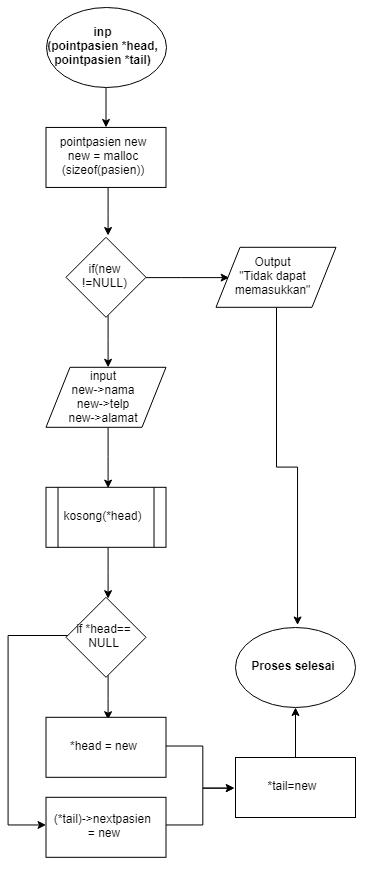 inp
(pointpasien *head,
pointpasien *tail)
pointpasien new
new = malloc
(sizeof(pasien))
if(new
!=NULL)
Output
"Tidak dapat
memasukkan"
input
new->nama
new->telp
new->alamat
kosong(*head)
if *head==
NULL
Proses selesai
*head = new
*tail=new
(*tail)->nextpasien
= new